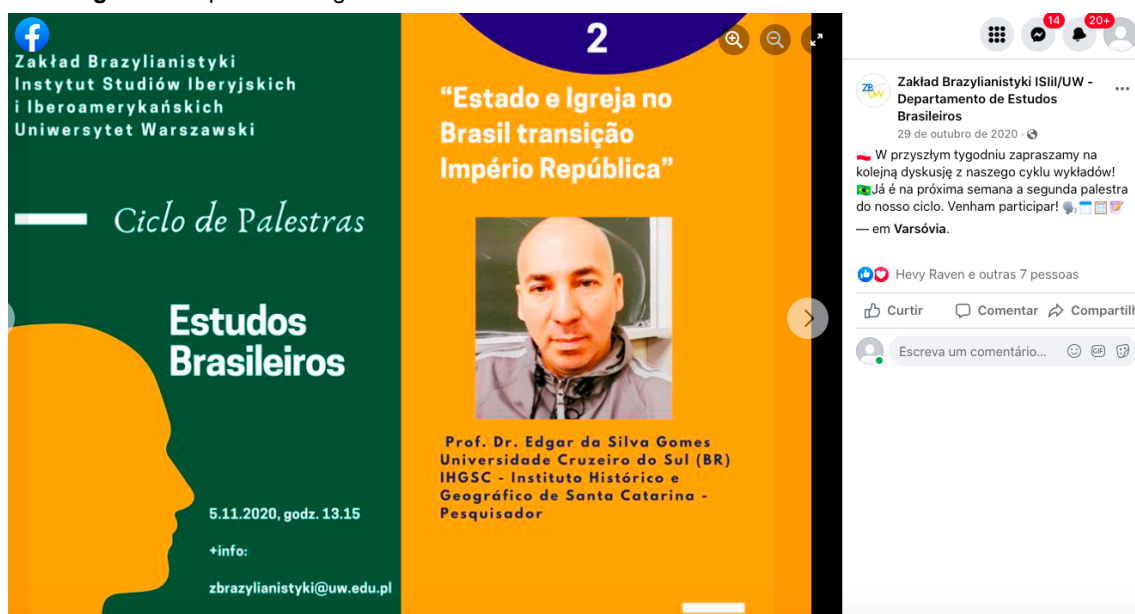 Zakład Brazylianistyki
Instytut Studiów Iberyjskich
i Iberoamerykańskich
Uniwersytet Warszawski
Ciclo de Palestras
Estudos
Brasileiros
5.11.2020, godz. 13.15
+info:
zbrazylianistyki@uw.edu.pl
2
“Estado e Igreja no
Brasil transição
Império República”
Prof. Dr. Edgar da Silva Gomes
Universidade Cruzeiro do Sul (BR)
IHGSC - Instituto Histórico e
Geográfico de Santa Catarina -
Pesquisador
14
20+
ZB
UW
Zakład Brazylianistyki ISIiI/UW -
Departamento de Estudos
Brasileiros
29 de outubro de 2020 ·
W przyszłym tygodniu zapraszamy na
kolejną dyskusję z naszego cyklu wykładów!
Já é na próxima semana a segunda palestra
do nosso ciclo. Venham participar!
— em Varsóvia.
Hevy Raven e outras 7 pessoas
Curtir Comentar Compartilh
Escreva um comentário...
GIF